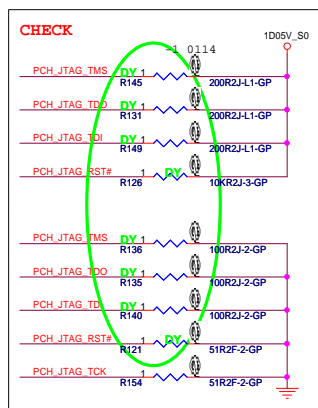 CHECK
-1 0114
1D05V_S0
PCH_JTAG_TMS DY 1
R145 200R2J-L1-GP
PCH_JTAG_TDO DY 1
R131 200R2J-L1-GP
PCH_JTAG_TDI DY 1
R149 200R2J-L1-GP
PCH_JTAG_RST# 1 DY
R126 10KR2J-3-GP
PCH_JTAG_TMS DY 1
R136 100R2J-2-GP
PCH_JTAG_TDO DY 1
R135 100R2J-2-GP
PCH_JTAG_TDI DY 1
R140 100R2J-2-GP
PCH_JTAG_RST# 1 DY
R121 51R2F-2-GP
PCH_JTAG_TCK 1
R154 51R2F-2-GP